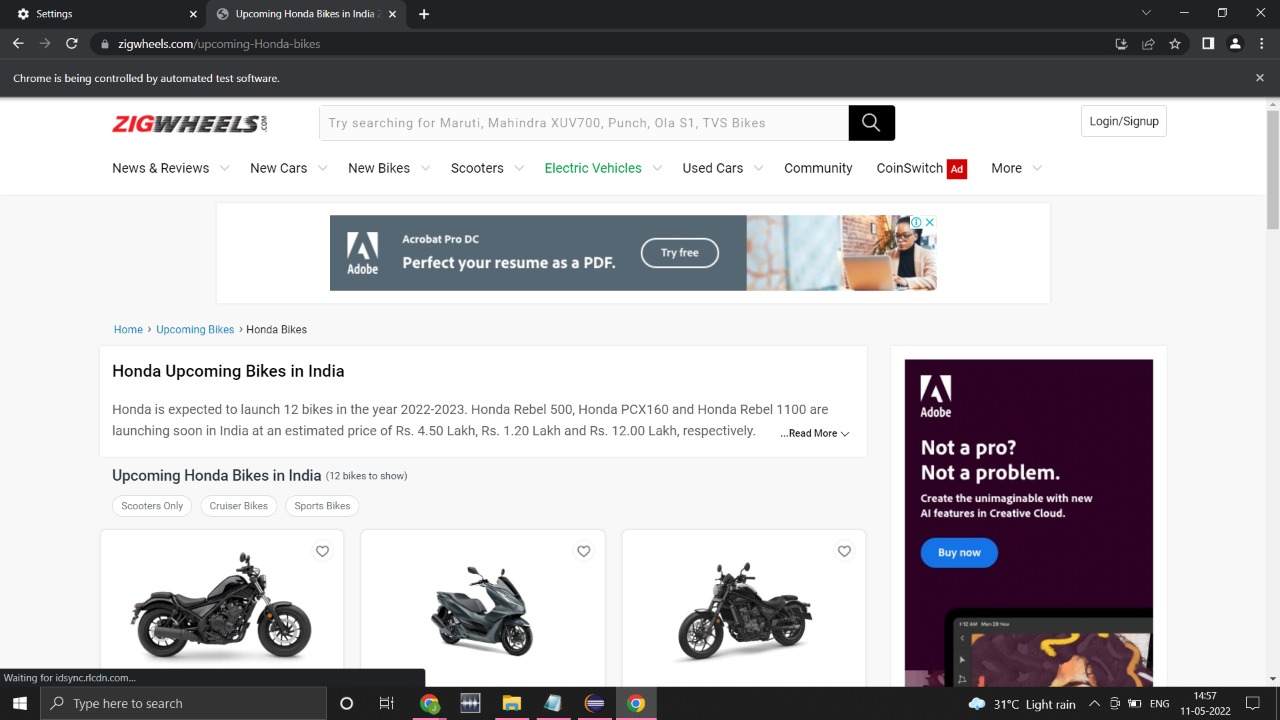 Settings
Honda Upcoming Bikes in India 2
zigwheels.com/upcoming-Honda-bikes
Chrome is being controlled by automated test software.
ZIGWHEELS.COM
Try searching for Maruti, Mahindra XUV700, Punch, Ola S1, TVS Bikes
Login/Signup
News & Reviews New Cars New Bikes Scooters Electric Vehicles Used Cars Community CoinSwitch Ad More
Adobe
Acrobat Pro DC
Perfect your resume as a PDF.
Try free
Home › Upcoming Bikes › Honda Bikes
Honda Upcoming Bikes in India
Honda is expected to launch 12 bikes in the year 2022-2023. Honda Rebel 500, Honda PCX160 and Honda Rebel 1100 are
launching soon in India at an estimated price of Rs. 4.50 Lakh, Rs. 1.20 Lakh and Rs. 12.00 Lakh, respectively. ...Read More
Upcoming Honda Bikes in India (12 bikes to show)
Scooters Only Cruiser Bikes Sports Bikes
Adobe
Not a pro?
Not a problem.
Create the unimaginable with new
AI features in Creative Cloud.
Buy now
1:12 AM Mon 28 Nov
Waiting for idsync.rlcdn.com...
Type here to search
31°C Light rain
ENG
14:57
11-05-2022